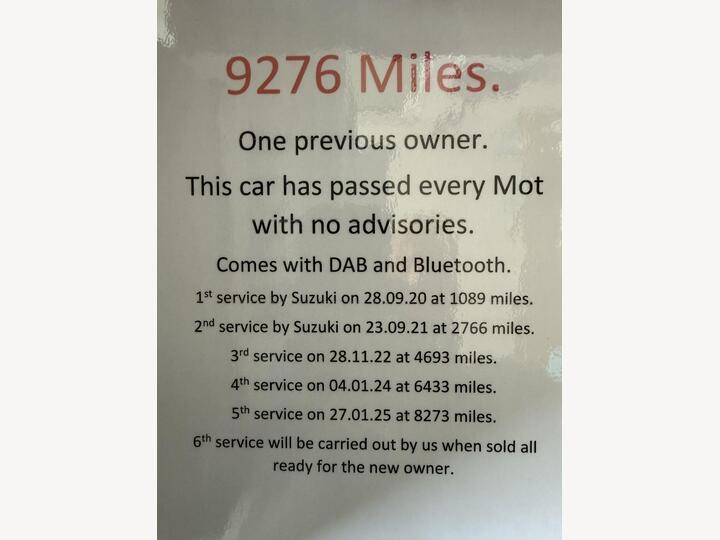 9276 Miles.
One previous owner.
This car has passed every Mot
with no advisories.
Comes with DAB and Bluetooth.
1st service by Suzuki on 28.09.20 at 1089 miles.
2nd service by Suzuki on 23.09.21 at 2766 miles.
3rd service on 28.11.22 at 4693 miles.
4th service on 04.01.24 at 6433 miles.
5th service on 27.01.25 at 8273 miles.
6th service will be carried out by us when sold all
ready for the new owner.